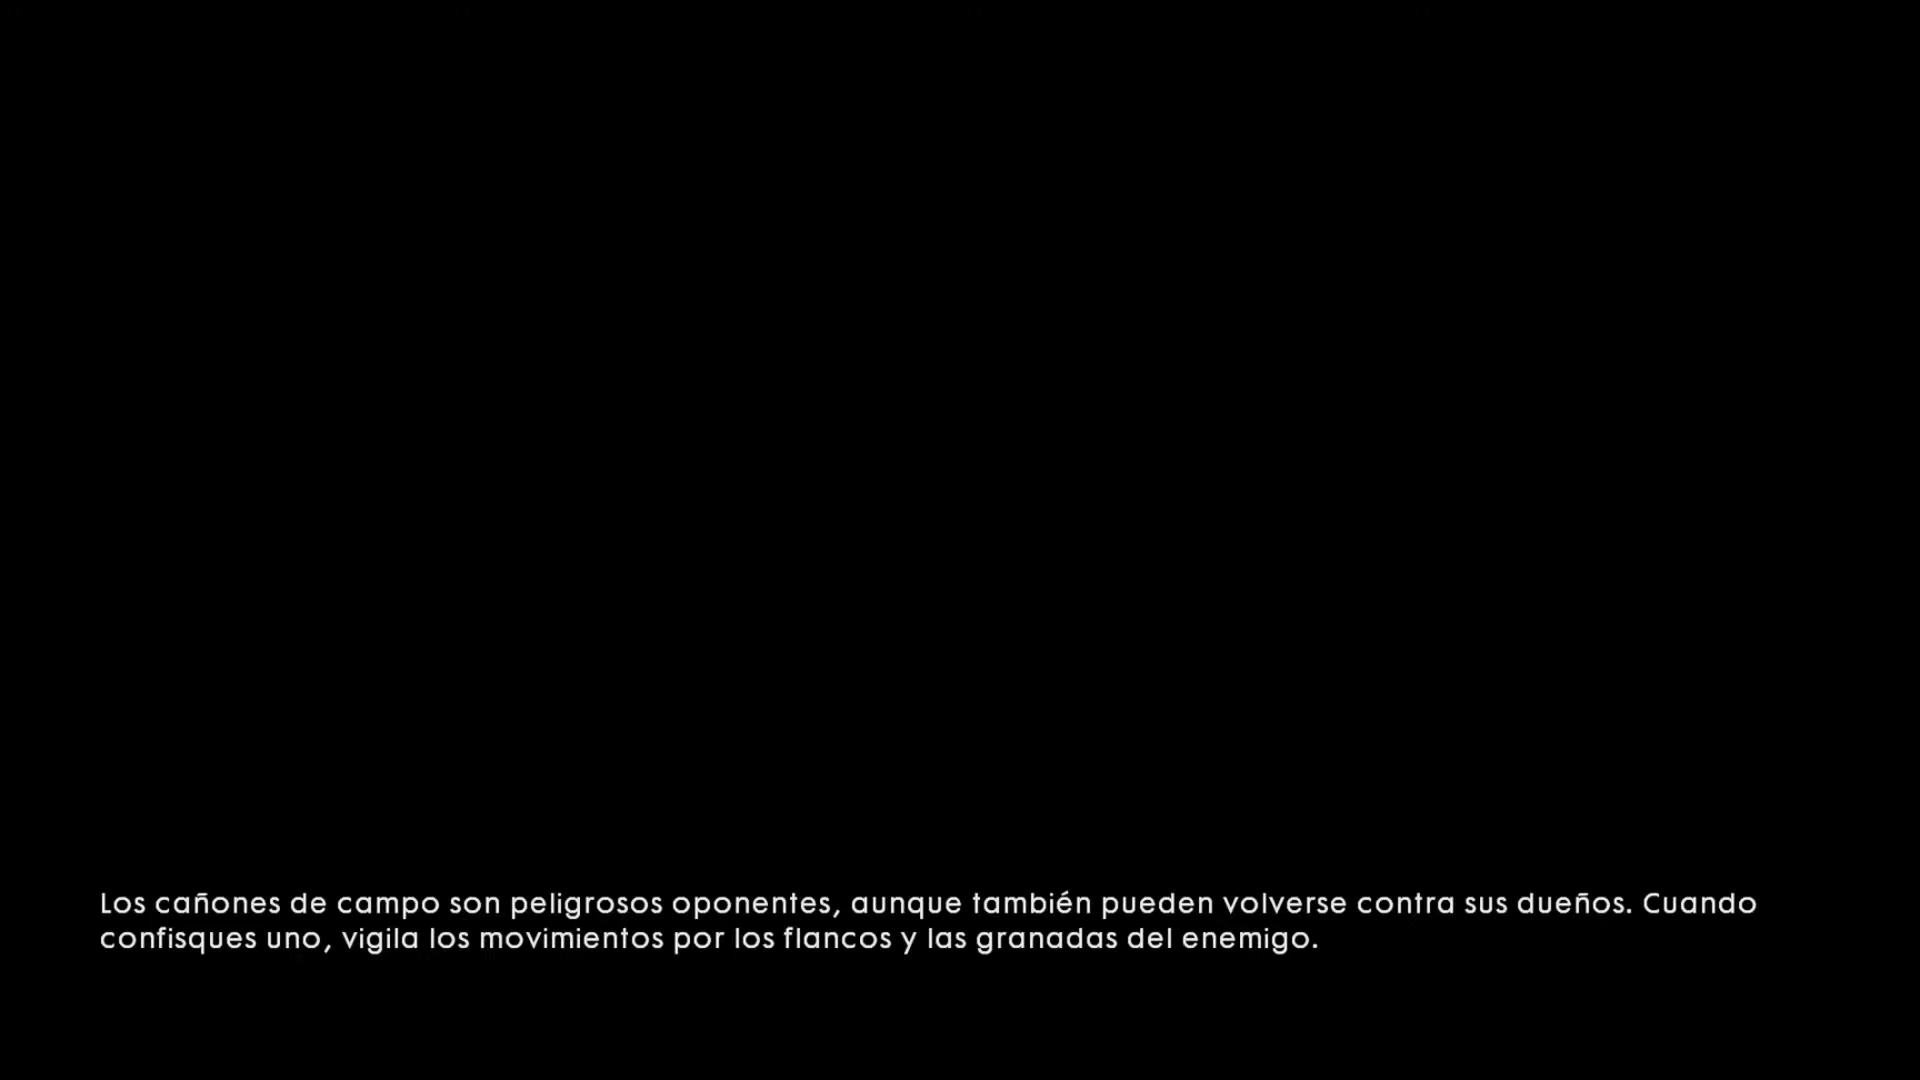 Los cañones de campo son peligrosos oponentes, aunque también pueden volverse contra sus dueños. Cuando
confisques uno, vigila los movimientos por los flancos y las granadas del enemigo.